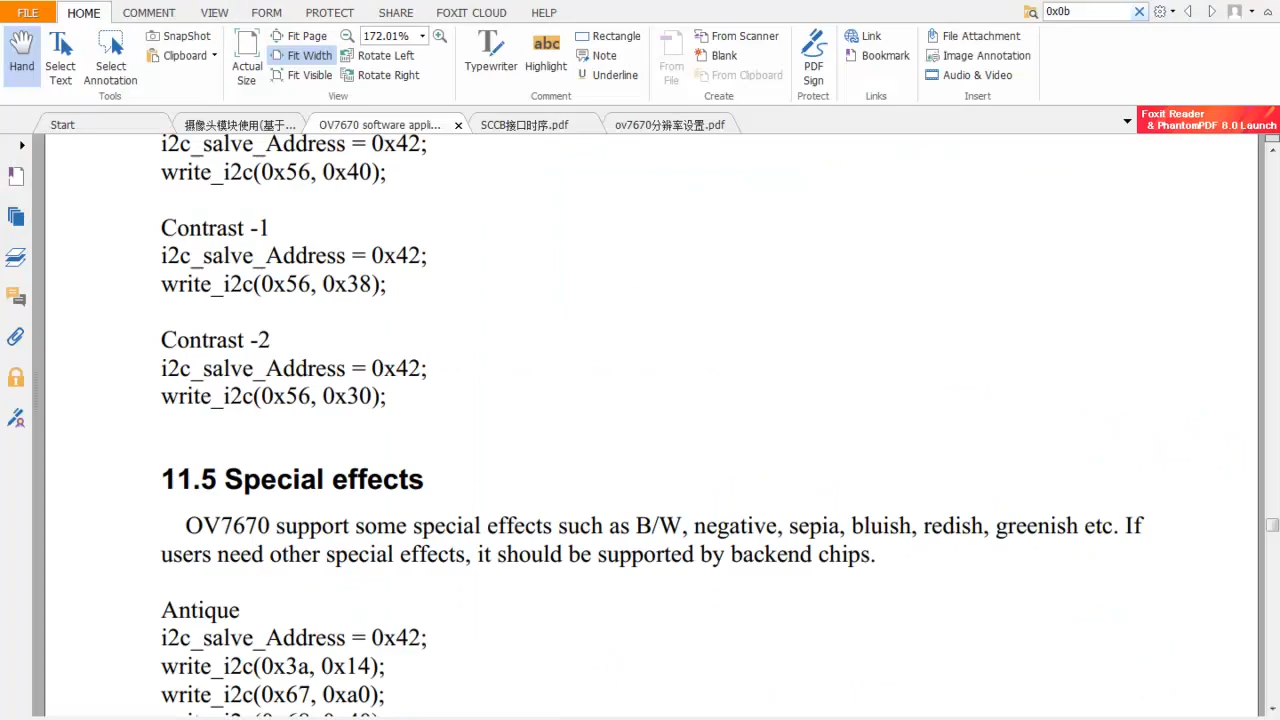 FILE HOME COMMENT VIEW FORM PROTECT SHARE FOXIT CLOUD HELP 0x0b
Hand
Select Text
Select Annotation
SnapShot
Clipboard
Tools
Actual Size
Fit Page
Fit Width
Fit Visible
172.01%
Rotate Left
Rotate Right
View
Typewriter
abc
Highlight
Rectangle
Note
U Underline
Comment
From File
From Scanner
Blank
From Clipboard
Create
PDF Sign
Protect
Link
Bookmark
Links
File Attachment
Image Annotation
Audio & Video
Insert
Start 摄像头模块使用(基于... OV7670 software appli... SCCB接口时序.pdf ov7670分辨率设置.pdf
Foxit Reader
& PhantomPDF 8.0 Launch
i2c_salve_Address = 0x42;
write_i2c(0x56, 0x40);
Contrast -1
i2c_salve_Address = 0x42;
write_i2c(0x56, 0x38);
Contrast -2
i2c_salve_Address = 0x42;
write_i2c(0x56, 0x30);
11.5 Special effects
OV7670 support some special effects such as B/W, negative, sepia, bluish, redish, greenish etc. If
users need other special effects, it should be supported by backend chips.
Antique
i2c_salve_Address = 0x42;
write_i2c(0x3a, 0x14);
write_i2c(0x67, 0xa0);